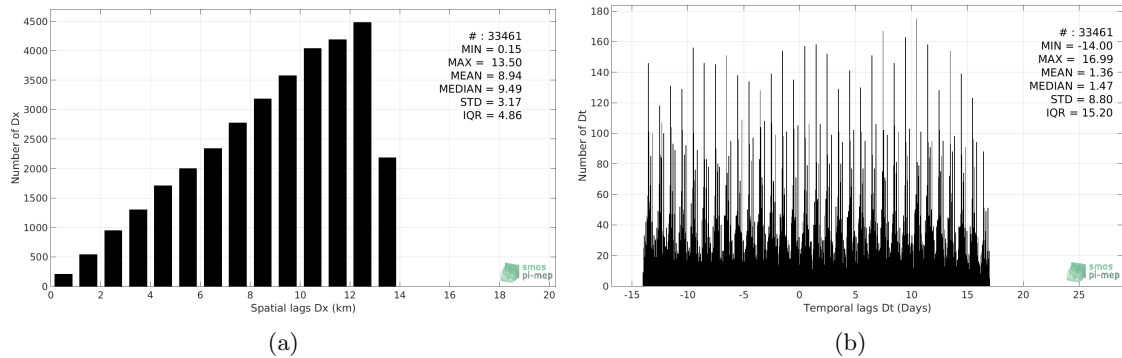 4500
4000
3500
3000
2500
2000
1500
1000
500
0
Number of Dx
# : 33461
MIN = 0.15
MAX = 13.50
MEAN = 8.94
MEDIAN = 9.49
STD = 3.17
IQR = 4.86
smos
pi-mep
0 2 4 6 8 10 12 14 16 18 20
Spatial lags Dx (km)
(a)
180
160
140
120
100
80
60
40
20
0
Number of Dt
# : 33461
MIN = -14.00
MAX = 16.99
MEAN = 1.36
MEDIAN = 1.47
STD = 8.80
IQR = 15.20
smos
pi-mep
-15 -10 -5 0 5 10 15 20 25
Temporal lags Dt (Days)
(b)